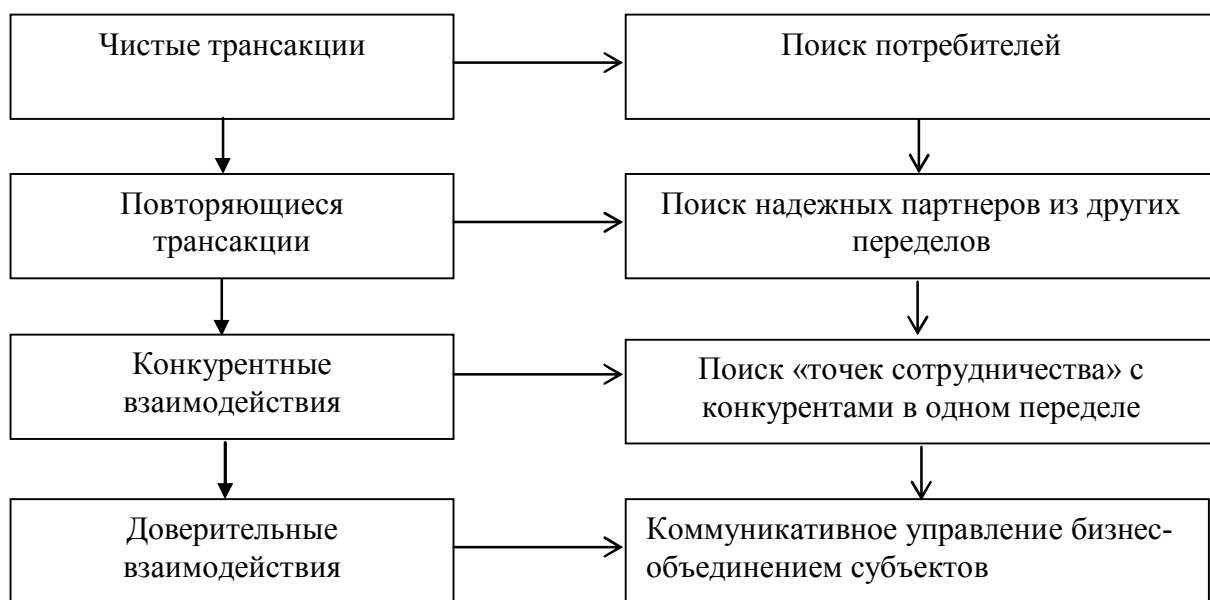 Чистые трансакции
Поиск потребителей
Повторяющиеся
трансакции
Поиск надежных партнеров из других
переделов
Конкурентные
взаимодействия
Поиск «точек сотрудничества» с
конкурентами в одном переделе
Доверительные
взаимодействия
Коммуникативное управление бизнес-
объединением субъектов